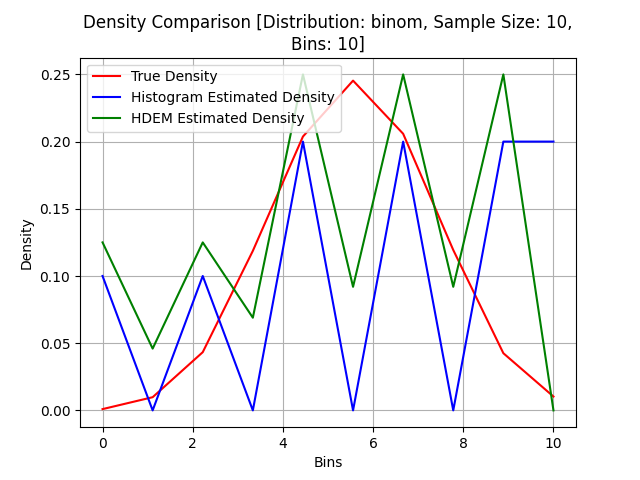 Density Comparison [Distribution: binom, Sample Size: 10,
Bins: 10]
True Density
Histogram Estimated Density
HDEM Estimated Density
Density
0.25
0.20
0.15
0.10
0.05
0.00
0 2 4 6 8 10
Bins